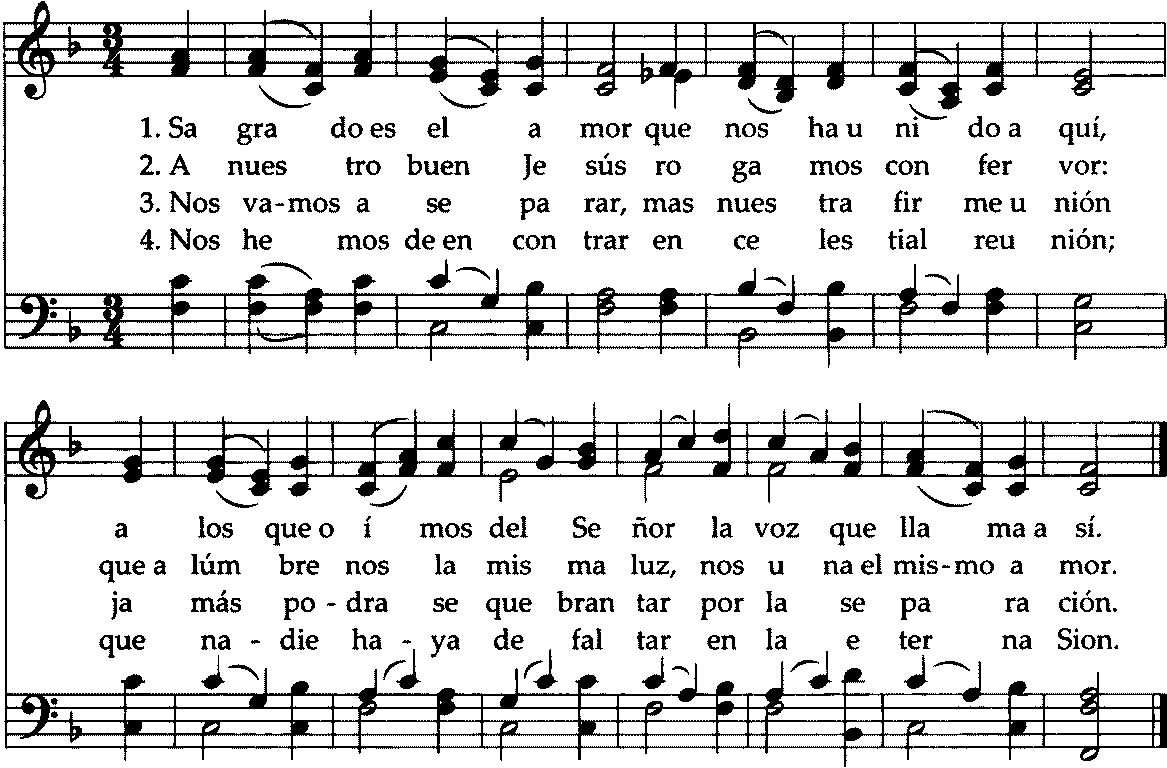 1. Sa gra do es el a mor que nos ha u ni do a quí,
2. A nues tro buen Je sús ro ga mos con fer vor:
3. Nos va-mos a se pa rar, mas nues tra fir me u nión
4. Nos he mos de en con trar en ce les tial reu nión;
a los que o í mos del Se ñor la voz que lla ma a sí.
que a lúm bre nos la mis ma luz, nos u na el mis-mo a mor.
ja más po - dra se que bran tar por la se pa ra ción.
que na - die ha - ya de fal tar en la e ter na Sion.